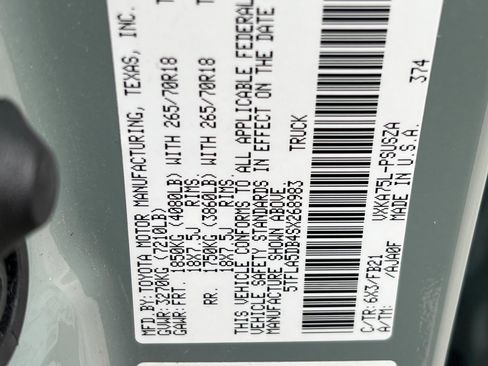 MFD.BY:TOYOTA MOTOR MANUFACTURING, TEXAS, INC.
GVWR:3270KG (7210LB)
GAWR:FRT. 1850KG (4080LB) WITH 265/70R18
18X7.5J RIMS
RR. 1750KG (3860LB) WITH 265/70R18
18X7.5J RIMS
THIS VEHICLE CONFORMS TO ALL APPLICABLE FEDERAL
VEHICLE SAFETY STANDARDS IN EFFECT ON THE DATE
OF MANUFACTURE SHOWN ABOVE.
5TFLA5DB4SX268983 TRUCK
C/TR:6X3/FB21 VXKA75L-PSUSZA 374
A/TM: /AJA0F MADE IN U.S.A.